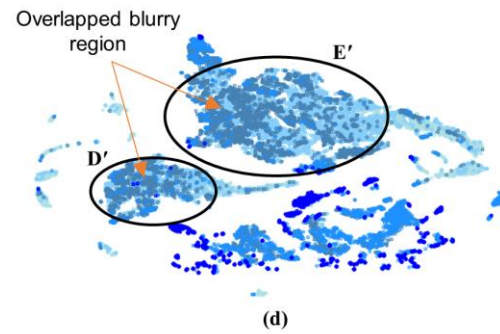 Overlapped blurry
region
E′
D′
(d)